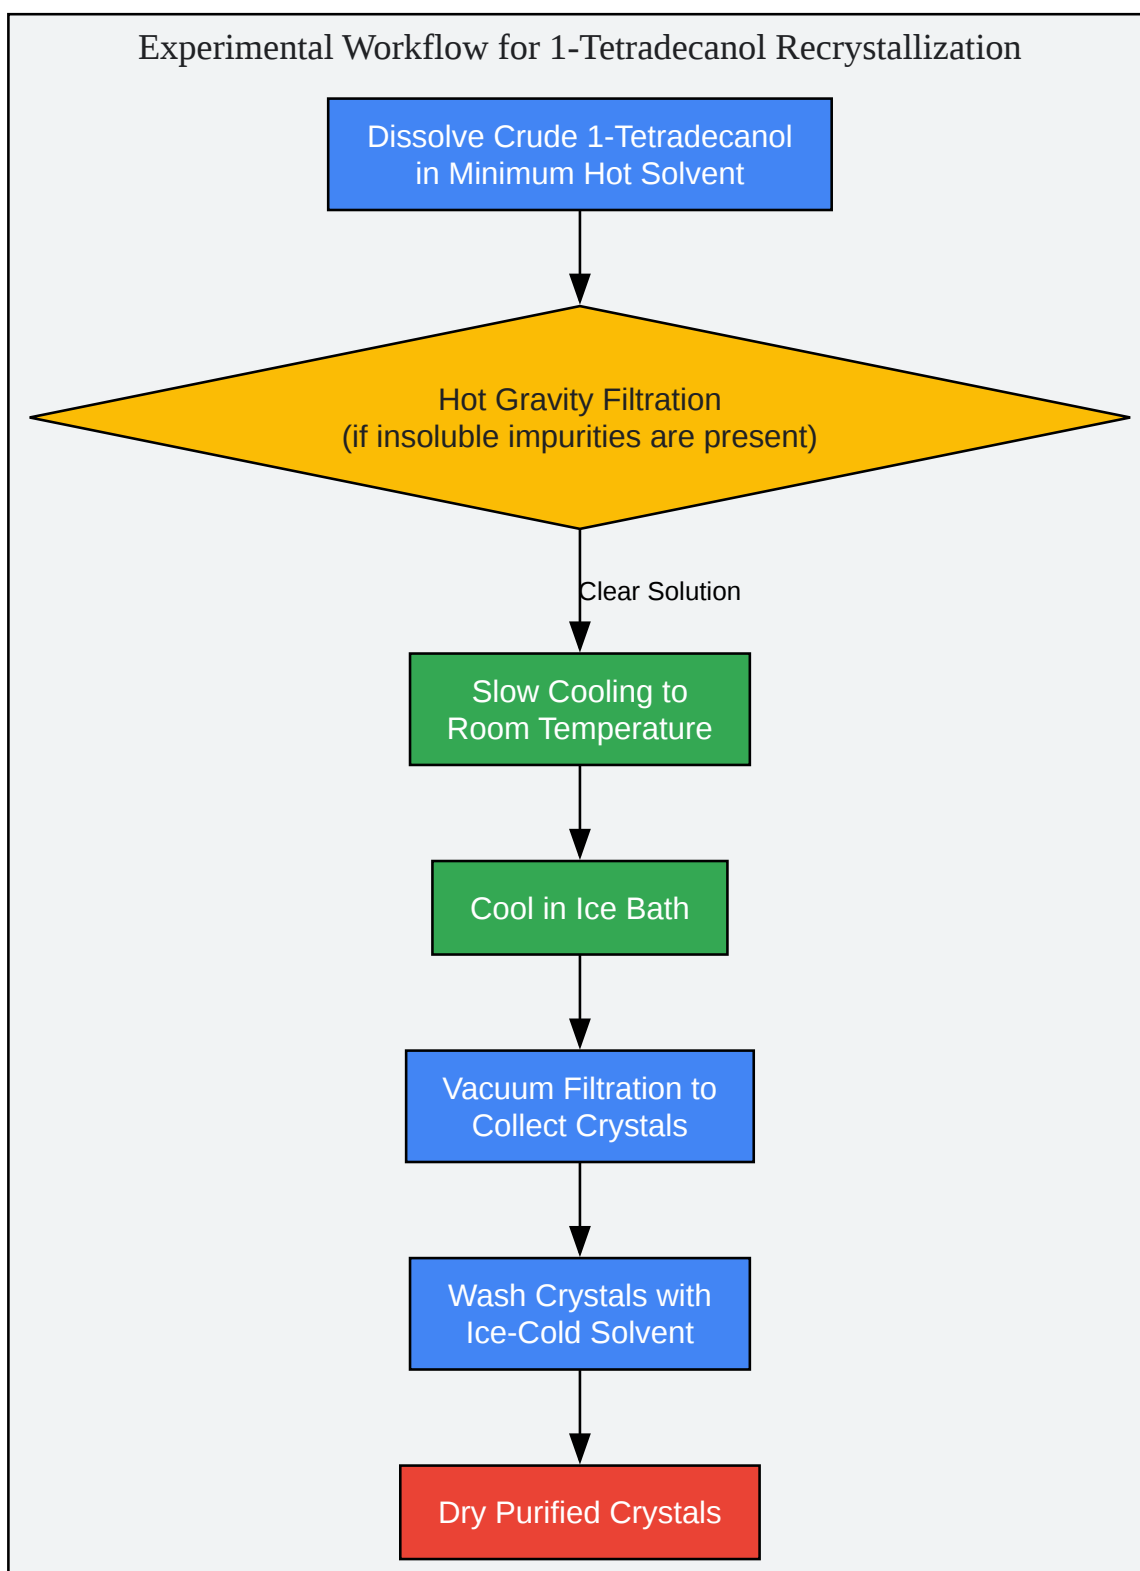 Experimental Workflow for 1-Tetradecanol Recrystallization
Dissolve Crude 1-Tetradecanol
in Minimum Hot Solvent
Hot Gravity Filtration
(if insoluble impurities are present)
Clear Solution
Slow Cooling to
Room Temperature
Cool in Ice Bath
Vacuum Filtration to
Collect Crystals
Wash Crystals with
Ice-Cold Solvent
Dry Purified Crystals